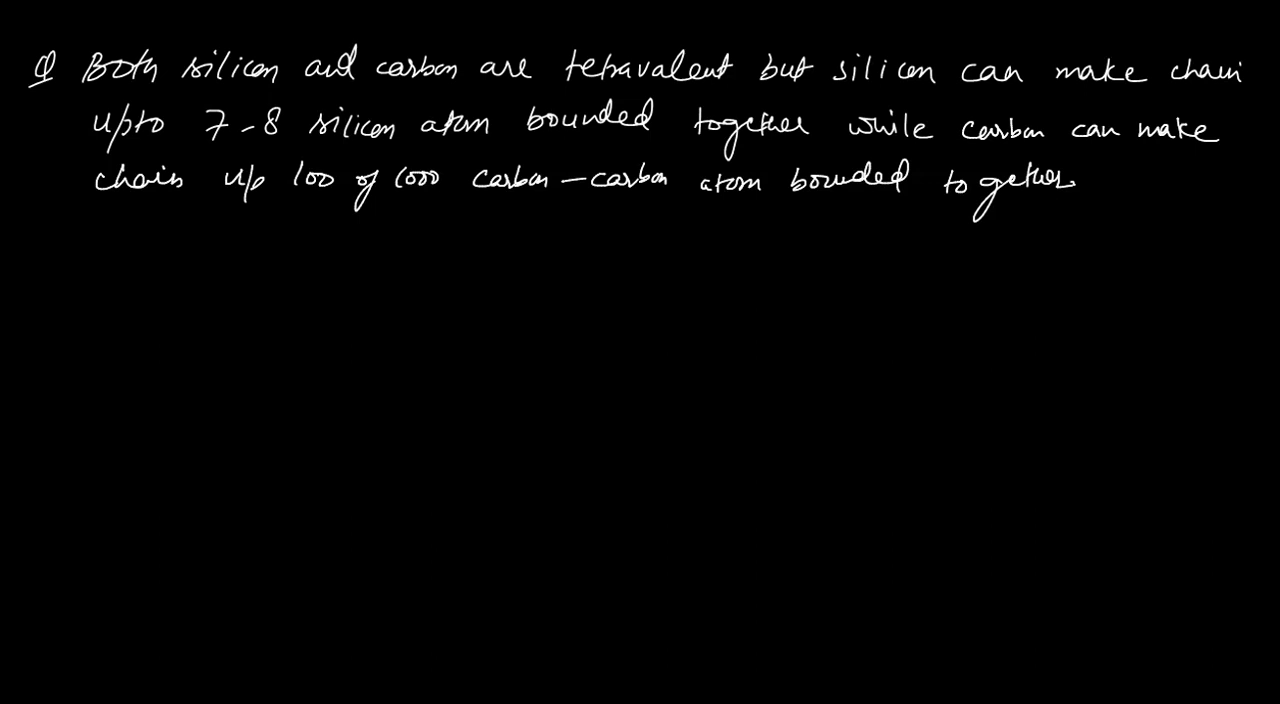 Q Both silicon and carbon are tetravalent but silicon can make chain
upto 7-8 silicon atom bounded together while carbon can make
chain up 100 of 1000 carbon - carbon atom bounded together